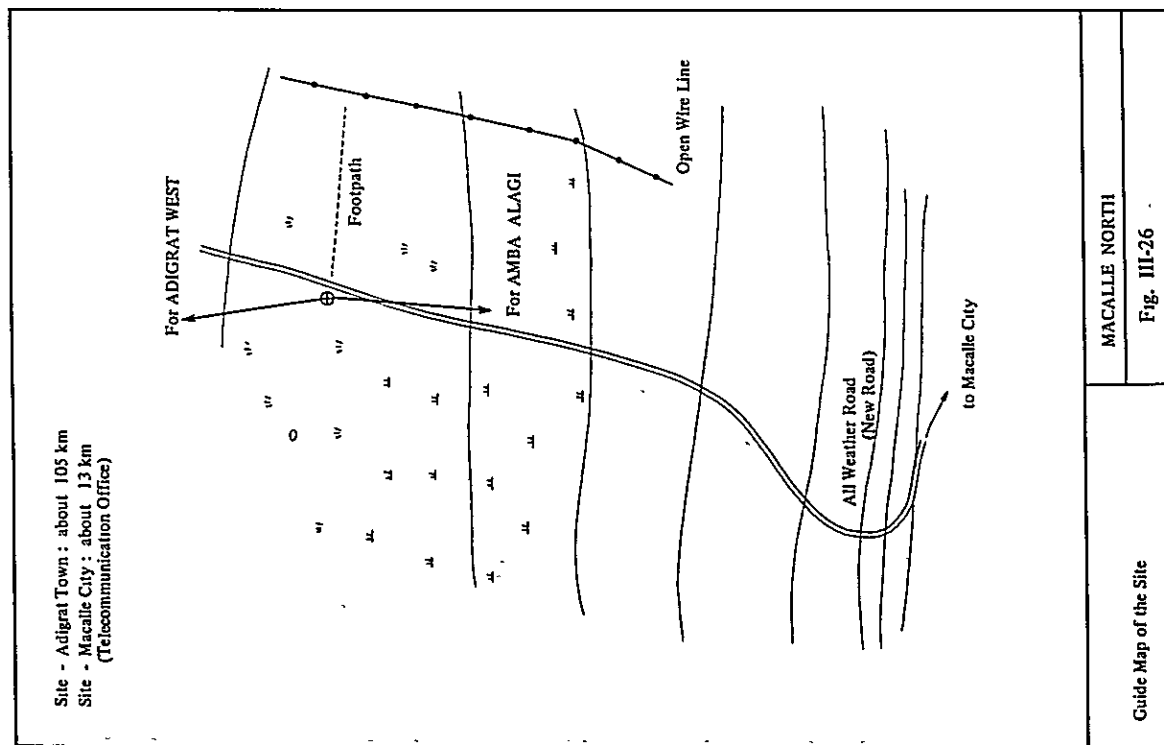 Site - Adigrat Town : about 105 km
Site - Macalle City : about 13 km
(Telecommunication Office)
For ADIGRAT WEST
Footpath
For AMBA ALAGI
Open Wire Line
All Weather Road
(New Road)
to Macalle City
Guide Map of the Site
MACALLE NORTH
Fig. III-26